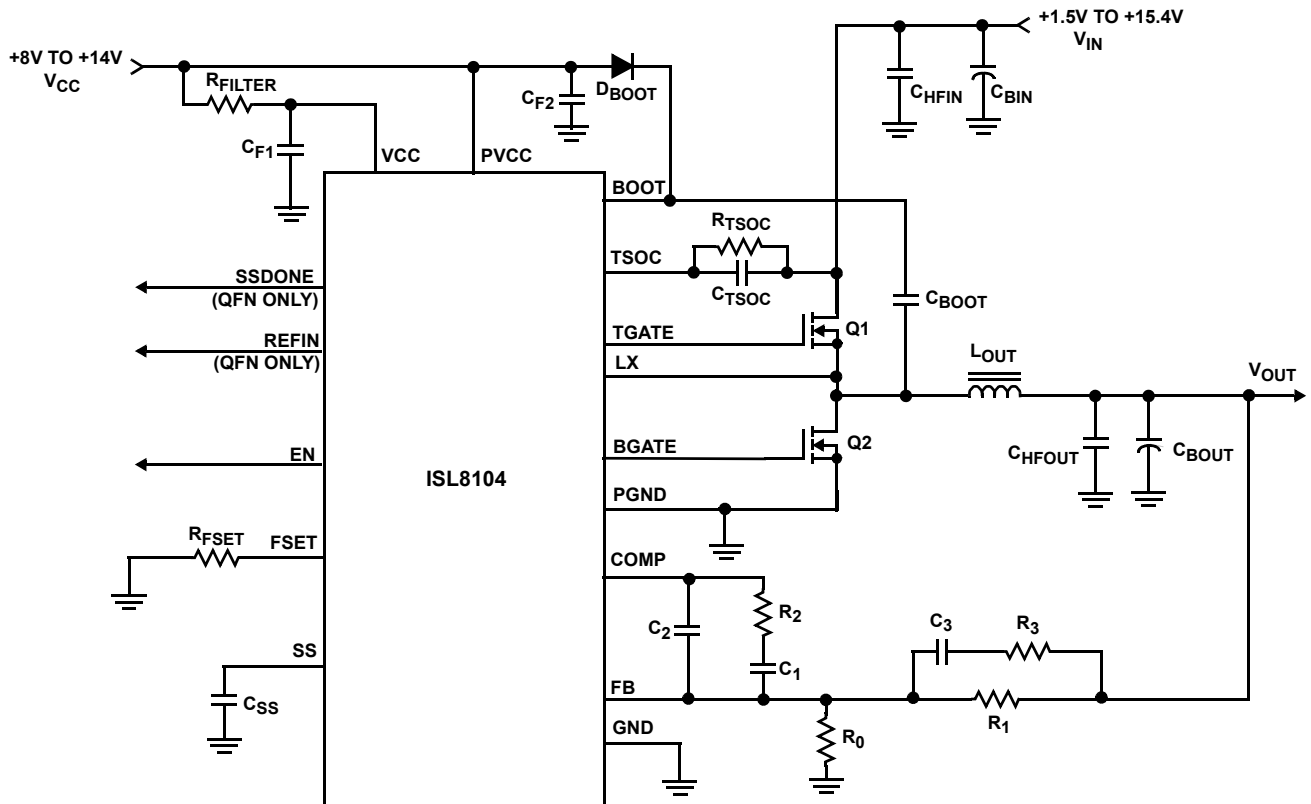 +1.5V TO +15.4V
VIN
+8V TO +14V
VCC
RFILTER
CF1
CF2
DBOOT
CHFIN
CBIN
VCC
PVCC
BOOT
RTSOC
TSOC
CTSOC
CBOOT
SSDONE
(QFN ONLY)
REFIN
(QFN ONLY)
TGATE
Q1
LX
LOUT
VOUT
EN
BGATE
Q2
CHFOUT
CBOUT
ISL8104
PGND
RFSET
FSET
COMP
C2
R2
C1
C3
R3
SS
CSS
FB
R1
GND
R0